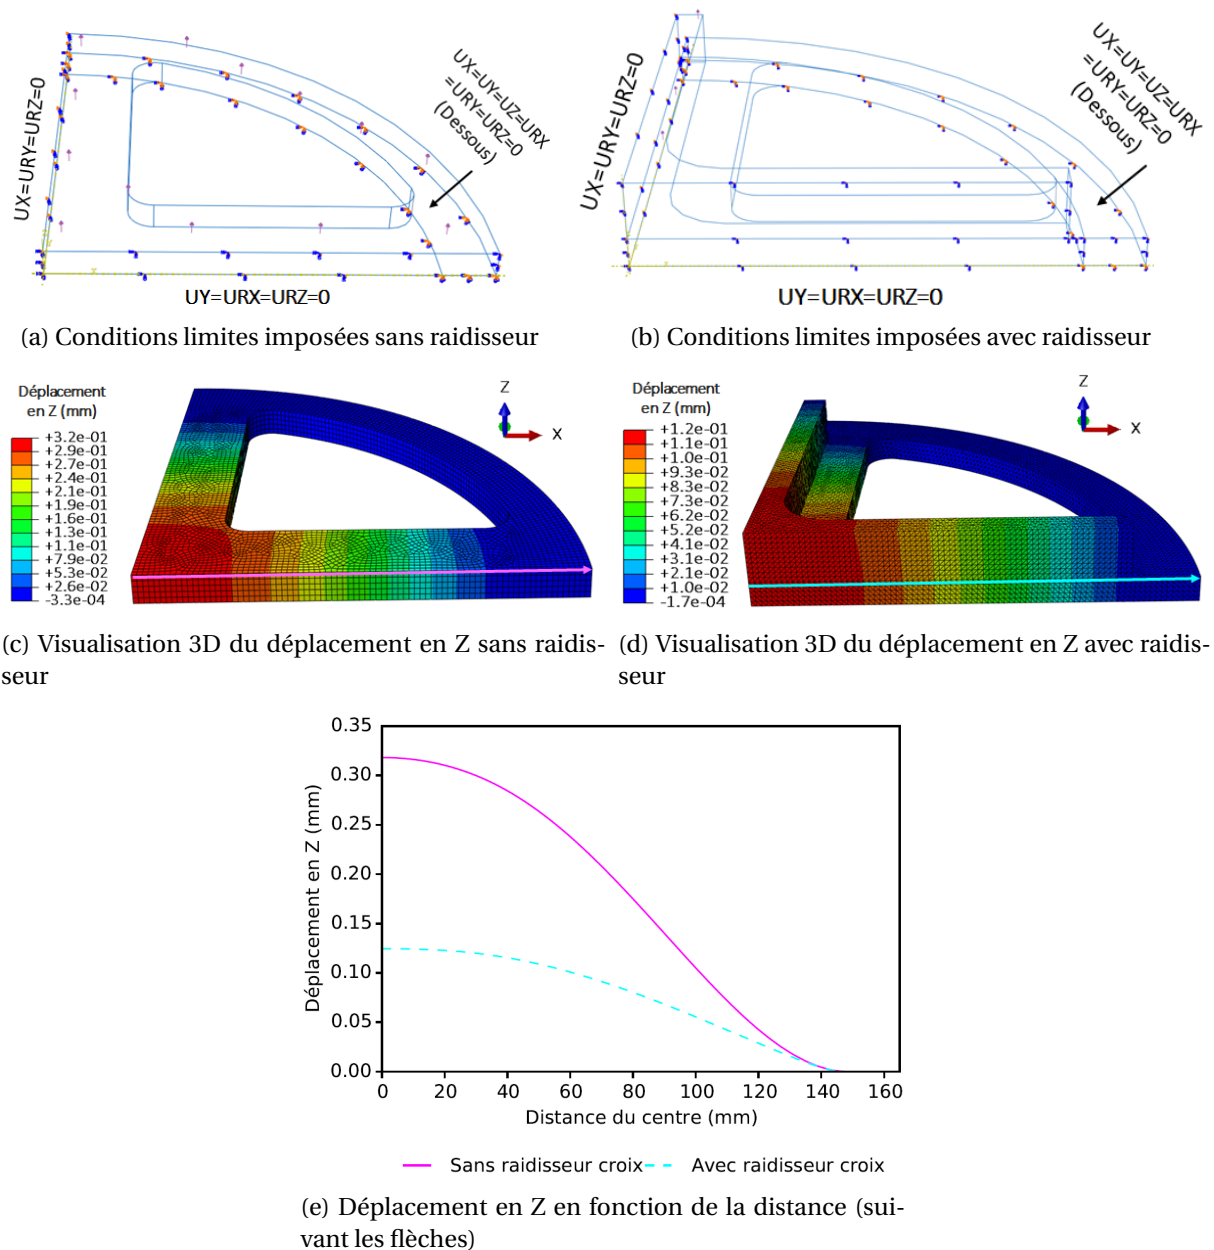 UX=URY=URZ=0
UX=UY=UZ=URX
=URY=URZ=0
(Dessous)
UY=URX=URZ=0
(a) Conditions limites imposées sans raidisseur
UX=URY=URZ=0
UX=UY=UZ=URX
=URY=URZ=0
(Dessous)
UY=URX=URZ=0
(b) Conditions limites imposées avec raidisseur
Déplacement
en Z (mm)
+3.2e-01
+2.9e-01
+2.7e-01
+2.4e-01
+2.1e-01
+1.9e-01
+1.6e-01
+1.3e-01
+1.1e-01
+7.9e-02
+5.3e-02
+2.6e-02
-3.3e-04
Z
X
(c) Visualisation 3D du déplacement en Z sans raidis-
seur
Déplacement
en Z (mm)
+1.2e-01
+1.1e-01
+1.0e-01
+9.3e-02
+8.3e-02
+7.3e-02
+6.2e-02
+5.2e-02
+4.1e-02
+3.1e-02
+2.1e-02
+1.0e-02
-1.7e-04
Z
X
(d) Visualisation 3D du déplacement en Z avec raidis-
seur
Déplacement en Z (mm)
0.35
0.30
0.25
0.20
0.15
0.10
0.05
0.00
0 20 40 60 80 100 120 140 160
Distance du centre (mm)
Sans raidisseur croix
Avec raidisseur croix
(e) Déplacement en Z en fonction de la distance (sui-
vant les flèches)